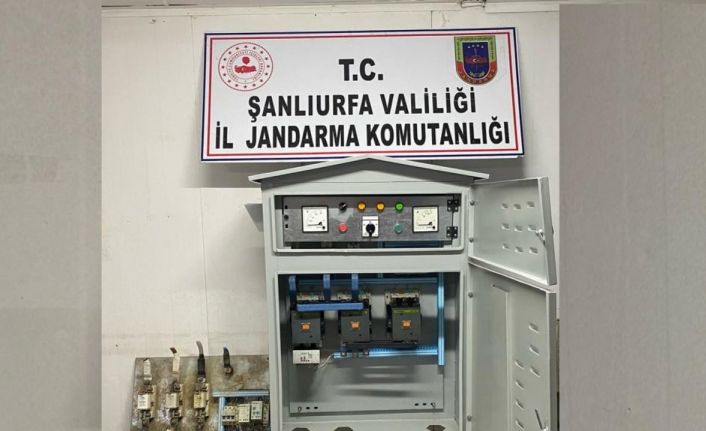 T.C.
ŞANLIURFA VALİLİĞİ
İL JANDARMA KOMUTANLIĞI